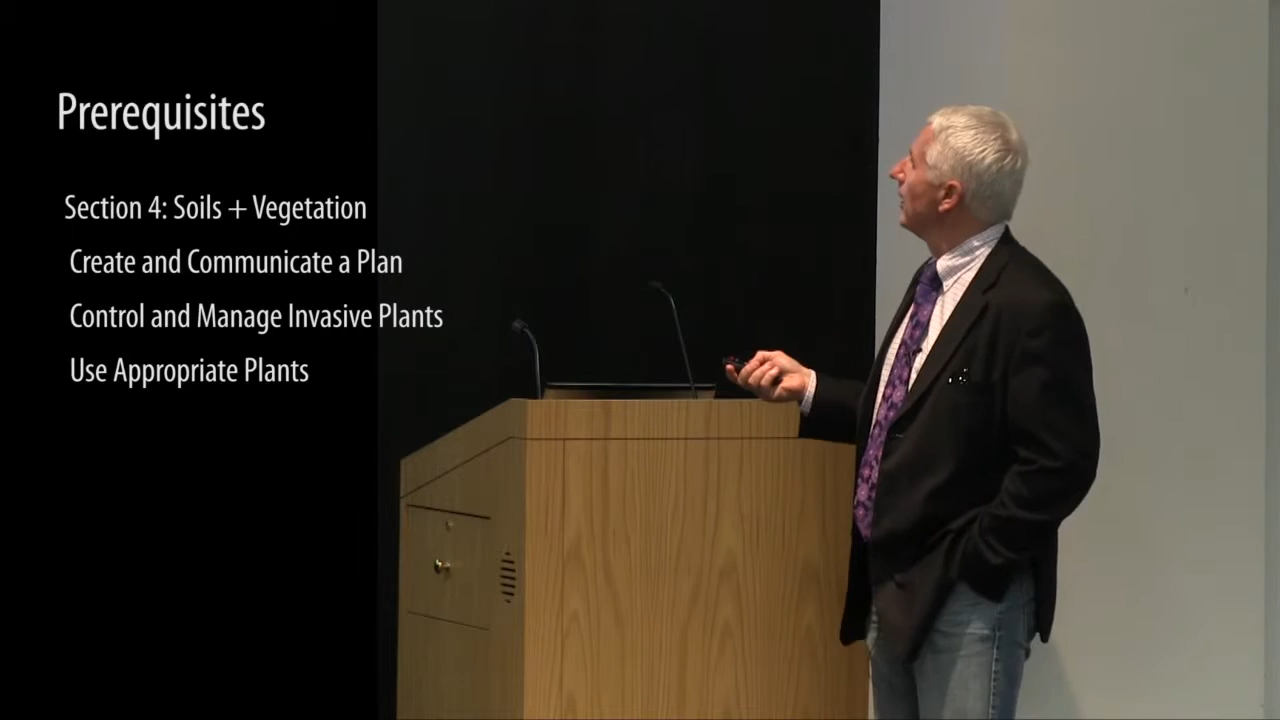 Prerequisites
Section 4: Soils + Vegetation
Create and Communicate a Plan
Control and Manage Invasive Plants
Use Appropriate Plants